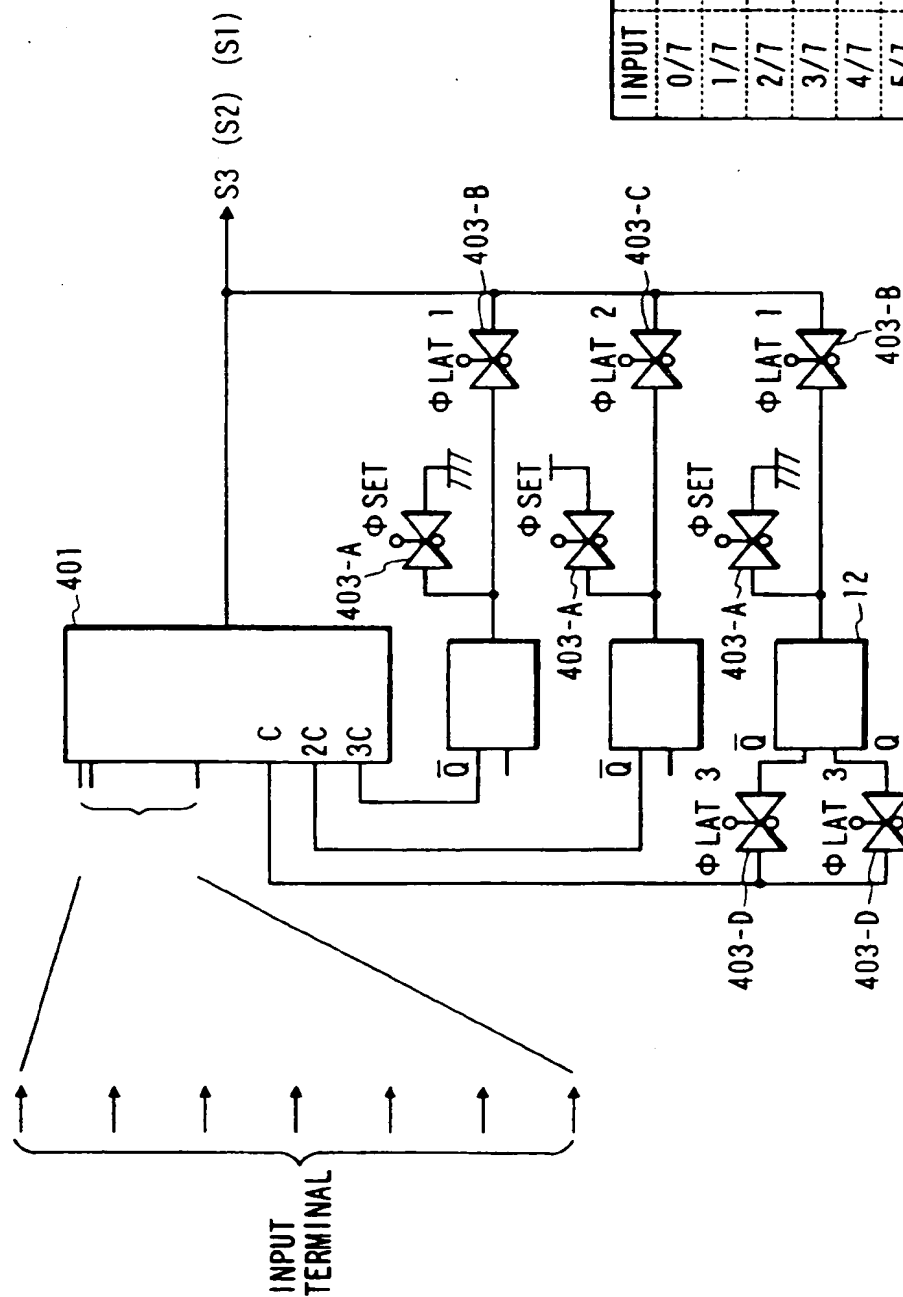 S3 (S2) (S1)
INPUT
0/7
1/7
2/7
3/7
4/7
5/7
401
C
2C
3C
403-A
ΦSET
ΦLAT 1
403-B
Q̅
403-A
ΦSET
ΦLAT 2
403-C
Q̅
403-A
ΦSET
ΦLAT 1
403-B
12
Q̅
Q
ΦLAT 3
ΦLAT 3
403-D
403-D
INPUT
TERMINAL